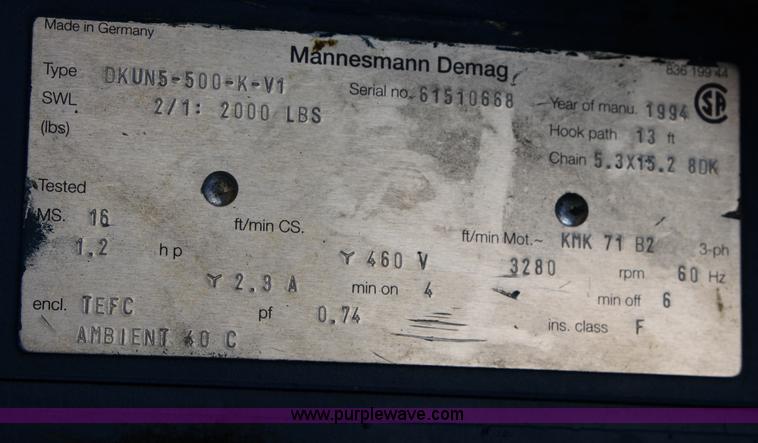 Made in Germany
Mannesmann Demag
836 199 44
Type DKUN5-500-K-V1
Serial no. 61510668
Year of manu. 1994
SA
SWL 2/1: 2000 LBS
(lbs)
Hook path 13 ft
Chain 5.3X15.2 8DK
Tested
MS. 16 ft/min CS. ft/min Mot.~ KMK 71 B2 3-ph
1,2 hp Y 460 V 3280 rpm 60 Hz
Y 2.9 A min on 4 min off 6
encl. TEFC pf 0,74 ins. class F
AMBIENT 40 C
www.purplewave.com